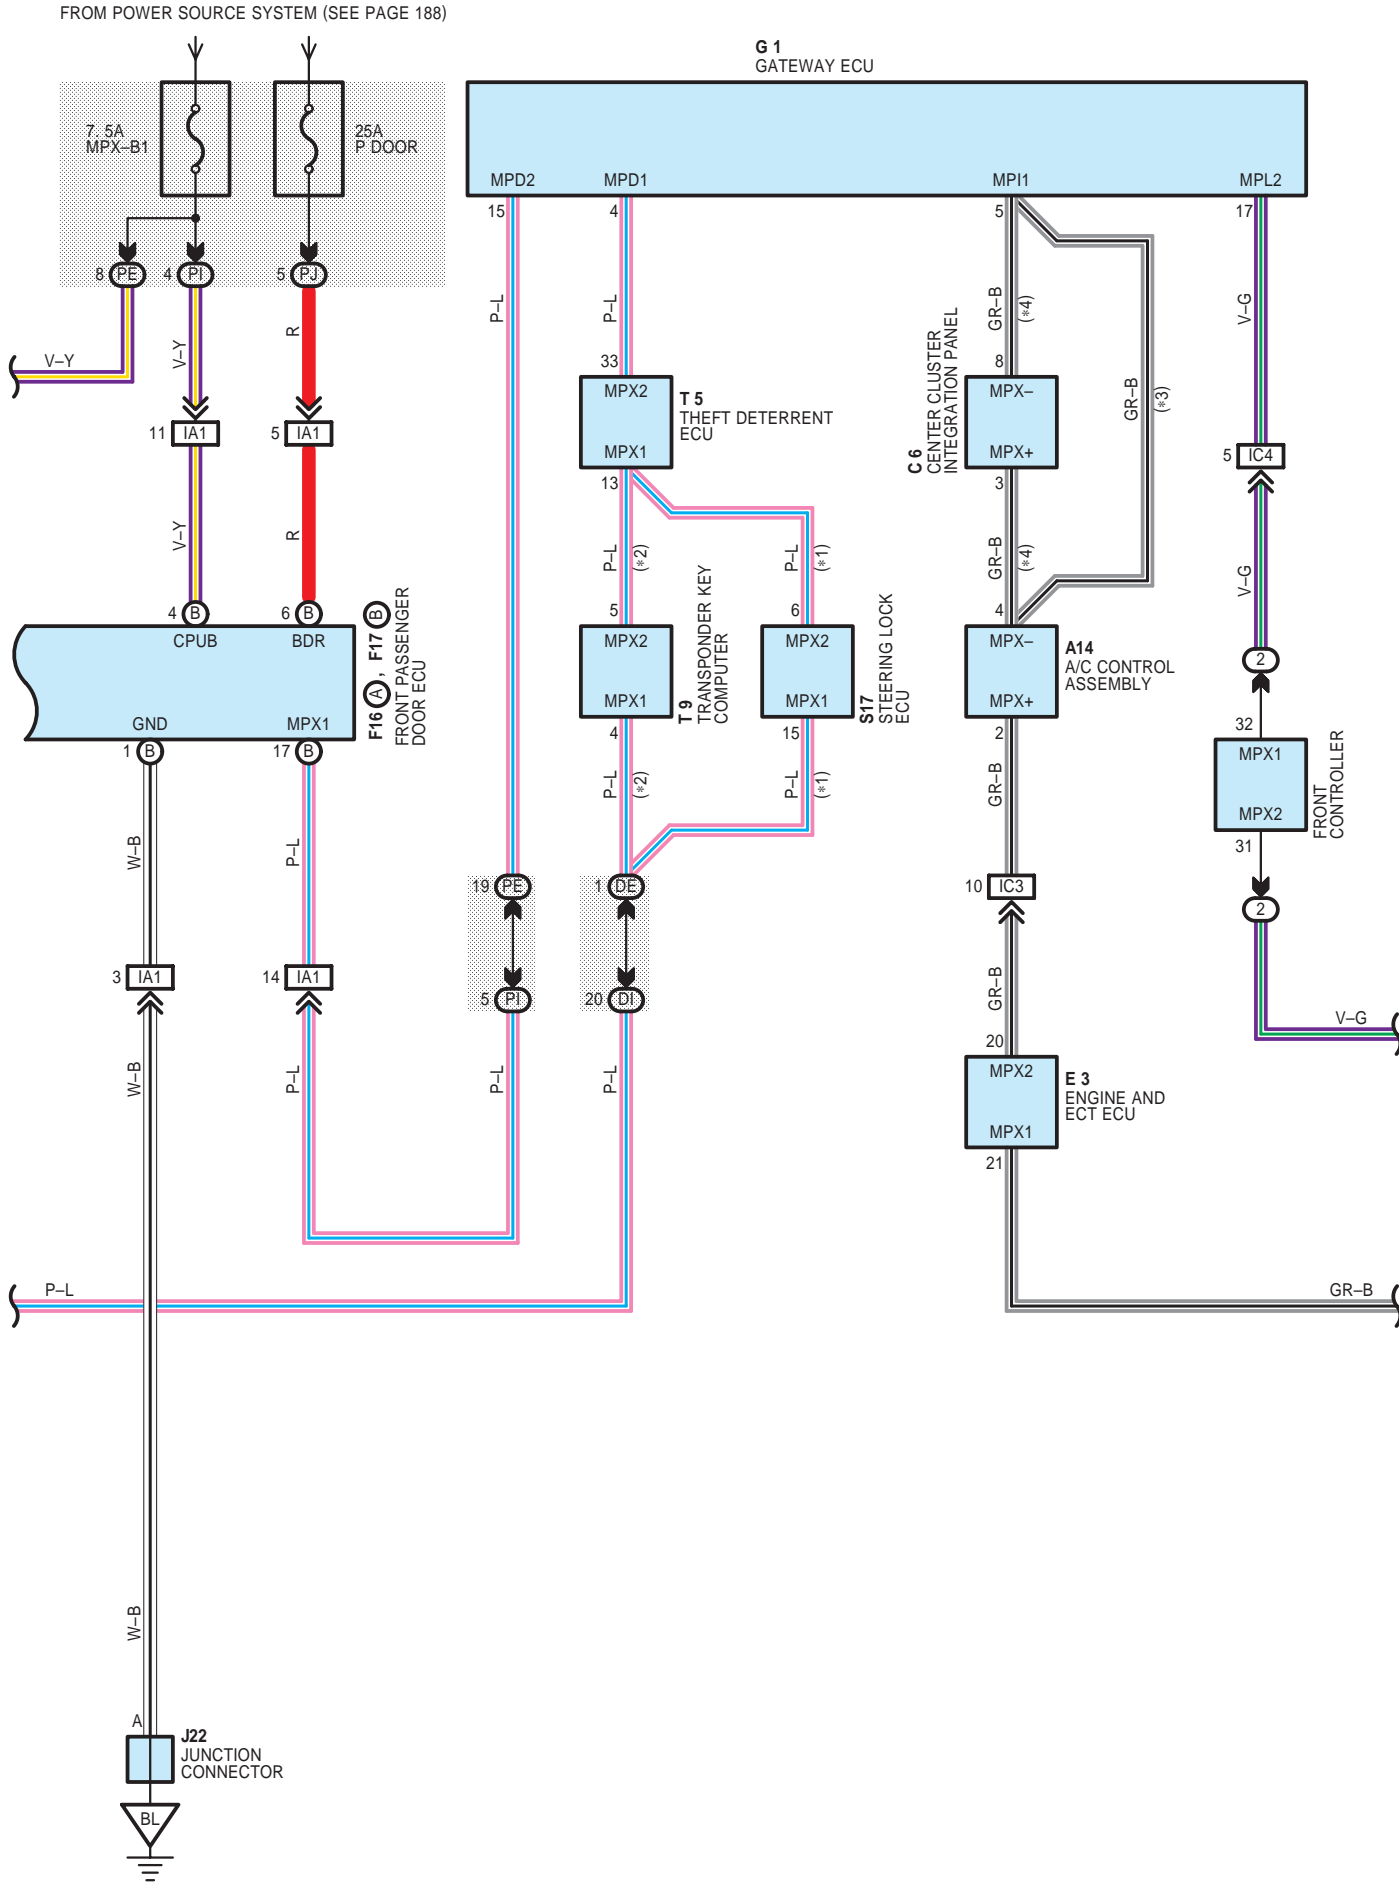 FROM POWER SOURCE SYSTEM (SEE PAGE 188)
G 1
GATEWAY ECU
7. 5A
MPX–B1
25A
P DOOR
MPD2
MPD1
MPI1
MPL2
15
4
5
17
8 PE
4 PI
5 PJ
V–Y
V–Y
R
P–L
P–L
GR–B
(*4)
GR–B
(*3)
V–G
11 IA1
5 IA1
33
MPX2
MPX1
13
T 5
THEFT DETERRENT
ECU
8
MPX–
MPX+
3
C 6
CENTER CLUSTER
INTEGRATION PANEL
5 IC4
V–Y
R
P–L
(*2)
P–L
(*1)
GR–B
(*4)
V–G
4 B
6 B
CPUB
BDR
GND
MPX1
F16 A , F17 B
FRONT PASSENGER
DOOR ECU
5
MPX2
MPX1
4
T 9
TRANSPONDER KEY
COMPUTER
6
MPX2
MPX1
15
S17
STEERING LOCK
ECU
4
MPX–
MPX+
2
A14
A/C CONTROL
ASSEMBLY
2
32
MPX1
MPX2
31
FRONT
CONTROLLER
2
1 B
17 B
W–B
P–L
P–L
(*2)
P–L
(*1)
GR–B
19 PE
1 DE
10 IC3
3 IA1
14 IA1
5 PI
20 DI
GR–B
V–G
W–B
P–L
P–L
P–L
20
MPX2
MPX1
21
E 3
ENGINE AND
ECT ECU
P–L
GR–B
W–B
A
J22
JUNCTION
CONNECTOR
BL